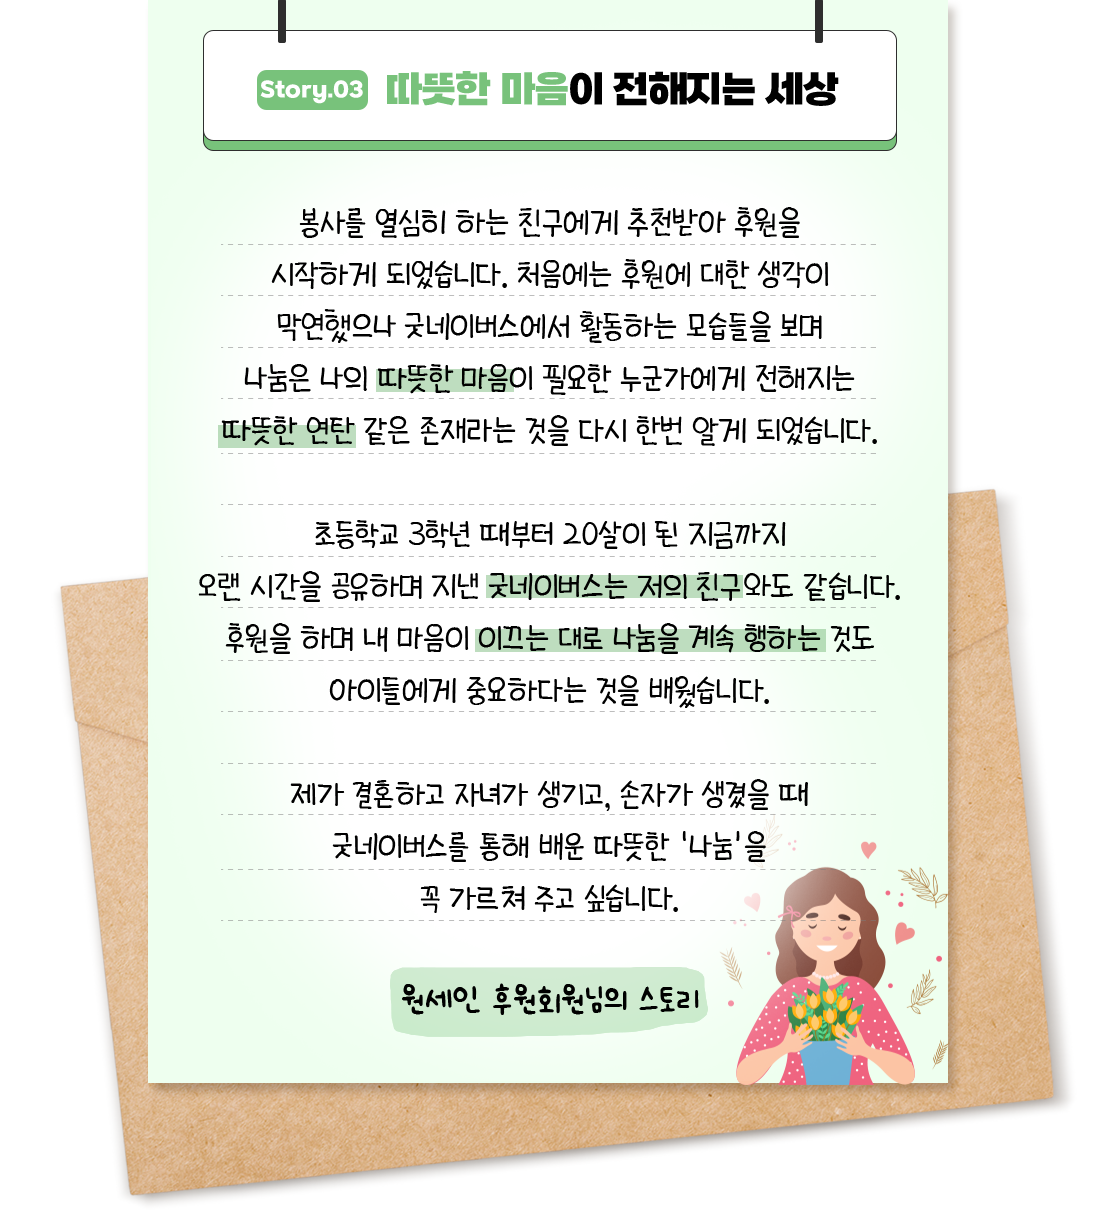 Story.03 따뜻한 마음이 전해지는 세상
봉사를 열심히 하는 친구에게 추천받아 후원을
시작하게 되었습니다. 처음에는 후원에 대한 생각이
막연했으나 굿네이버스에서 활동하는 모습들을 보며
나눔은 나의 따뜻한 마음이 필요한 누군가에게 전해지는
따뜻한 연탄 같은 존재라는 것을 다시 한번 알게 되었습니다.
초등학교 3학년 때부터 20살이 된 지금까지
오랜 시간을 공유하며 지낸 굿네이버스는 저의 친구와도 같습니다.
후원을 하며 내 마음이 이끄는 대로 나눔을 계속 행하는 것도
아이들에게 중요하다는 것을 배웠습니다.
제가 결혼하고 자녀가 생기고, 손자가 생겼을 때
굿네이버스를 통해 배운 따뜻한 '나눔'을
꼭 가르쳐 주고 싶습니다.
원세인 후원회원님의 스토리